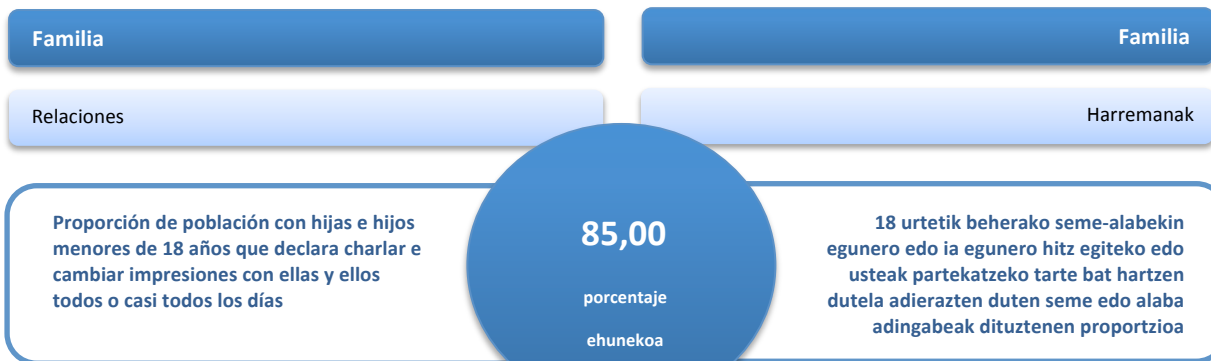 Familia
Familia
Relaciones
Harremanak
Proporción de población con hijas e hijos
menores de 18 años que declara charlar e
cambiar impresiones con ellas y ellos
todos o casi todos los días
85,00
porcentaje
ehunekoa
18 urtetik beherako seme-alabekin
egunero edo ia egunero hitz egiteko edo
usteak partekatzeko tarte bat hartzen
dutela adierazten duten seme edo alaba
adingabeak dituztenen proportzioa